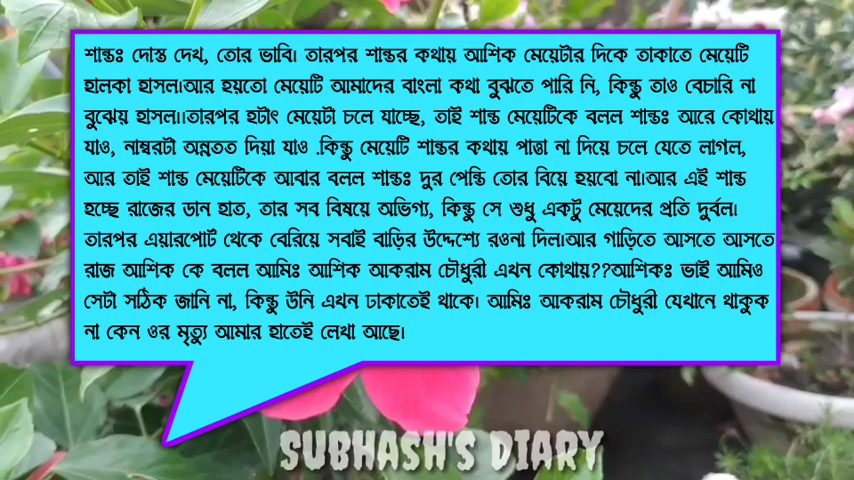 শান্তঃ দোস্ত দেখ, তোর ভাবি। তারপর শান্তর কথায় আশিক মেয়েটার দিকে তাকাতে মেয়েটি
হালকা হাসল।আর হয়তো মেয়েটি আমাদের বাংলা কথা বুঝতে পারি নি, কিন্তু তাও বেচারি না
বুঝেয় হাসল।।তারপর হটাৎ মেয়েটা চলে যাচ্ছে, তাই শান্ত মেয়েটিকে বলল শান্তঃ আরে কোথায়
যাও, নাম্বরটা অন্নতত দিয়া যাও .কিন্তু মেয়েটি শান্তর কথায় পাত্তা না দিয়ে চলে যেতে লাগল,
আর তাই শান্ত মেয়েটিকে আবার বলল শান্তঃ দুর পেন্তি তোর বিয়ে হয়বো না।আর এই শান্ত
হচ্ছে রাজের ডান হাত, তার সব বিষয়ে অভিগ্য, কিন্তু সে শুধু একটু মেয়েদের প্রতি দুর্বল।
তারপর এয়ারপোর্ট থেকে বেরিয়ে সবাই বাড়ির উদ্দেশ্যে রওনা দিল।আর গাড়িতে আসতে আসতে
রাজ আশিক কে বলল আমিঃ আশিক আকরাম চৌধুরী এখন কোথায়??আশিকঃ ভাই আমিও
সেটা সঠিক জানি না, কিন্তু উনি এখন ঢাকাতেই থাকে। আমিঃ আকরাম চৌধুরী যেখানে থাকুক
না কেন ওর মৃত্যু আমার হাতেই লেখা আছে।
SUBHASH'S DIARY